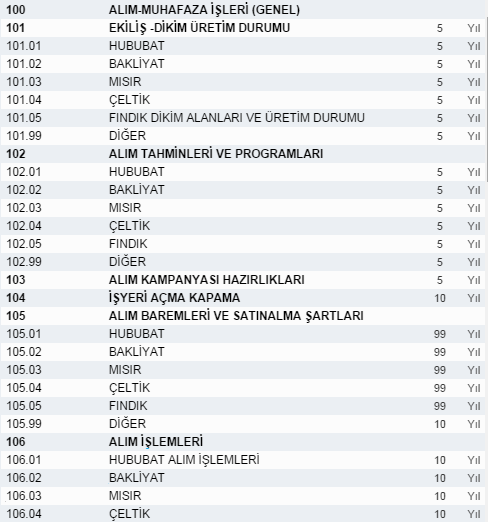 100 ALIM-MUHAFAZA İŞLERİ (GENEL)
101 EKİLİŞ -DİKİM ÜRETİM DURUMU 5 Yıl
101.01 HUBUBAT 5 Yıl
101.02 BAKLİYAT 5 Yıl
101.03 MISIR 5 Yıl
101.04 ÇELTİK 5 Yıl
101.05 FINDIK DİKİM ALANLARI VE ÜRETİM DURUMU 5 Yıl
101.99 DİĞER 5 Yıl
102 ALIM TAHMİNLERİ VE PROGRAMLARI
102.01 HUBUBAT 5 Yıl
102.02 BAKLİYAT 5 Yıl
102.03 MISIR 5 Yıl
102.04 ÇELTİK 5 Yıl
102.05 FINDIK 5 Yıl
102.99 DİĞER 5 Yıl
103 ALIM KAMPANYASI HAZIRLIKLARI 5 Yıl
104 İŞYERİ AÇMA KAPAMA 10 Yıl
105 ALIM BAREMLERİ VE SATINALMA ŞARTLARI
105.01 HUBUBAT 99 Yıl
105.02 BAKLİYAT 99 Yıl
105.03 MISIR 99 Yıl
105.04 ÇELTİK 99 Yıl
105.05 FINDIK 99 Yıl
105.99 DİĞER 10 Yıl
106 ALIM İŞLEMLERİ
106.01 HUBUBAT ALIM İŞLEMLERİ 10 Yıl
106.02 BAKLİYAT 10 Yıl
106.03 MISIR 10 Yıl
106.04 ÇELTİK 10 Yıl